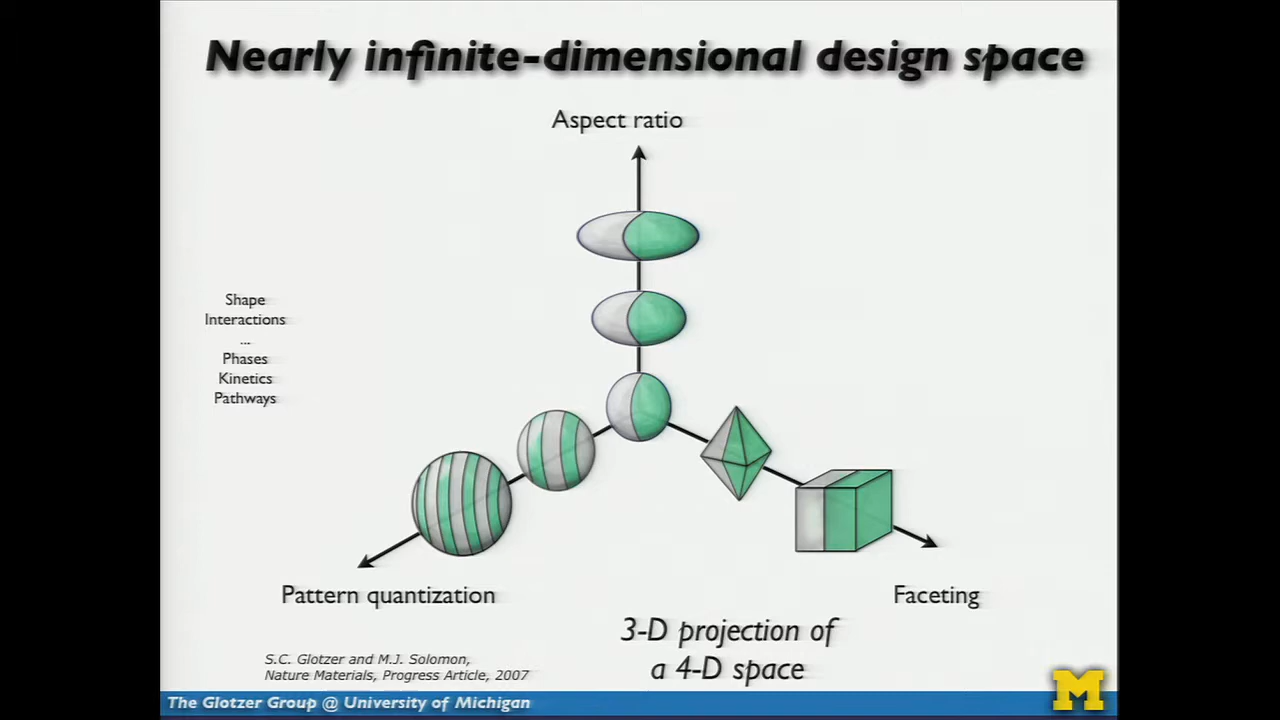 Nearly infinite-dimensional design space
Aspect ratio
Shape
Interactions
...
Phases
Kinetics
Pathways
Pattern quantization
Faceting
3-D projection of
a 4-D space
S.C. Glotzer and M.J. Solomon,
Nature Materials, Progress Article, 2007
The Glotzer Group @ University of Michigan
M